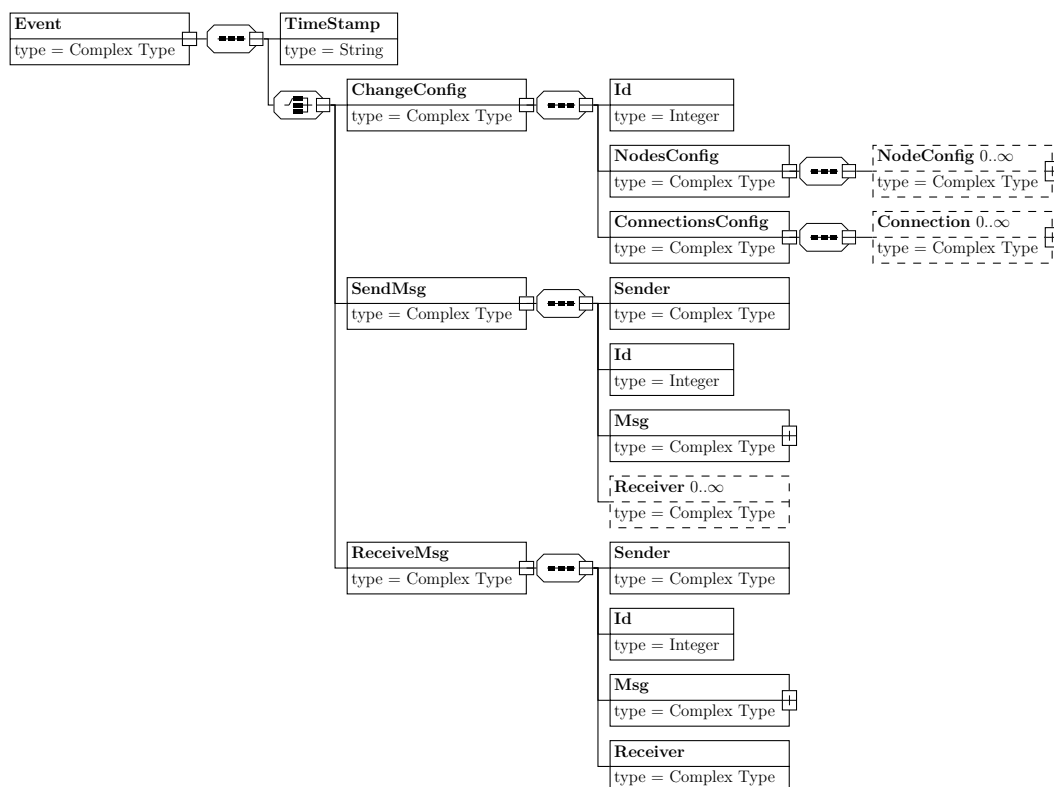 Event
type = Complex Type
TimeStamp
type = String
ChangeConfig
type = Complex Type
Id
type = Integer
NodesConfig
type = Complex Type
NodeConfig 0..∞
type = Complex Type
ConnectionsConfig
type = Complex Type
Connection 0..∞
type = Complex Type
SendMsg
type = Complex Type
Sender
type = Complex Type
Id
type = Integer
Msg
type = Complex Type
Receiver 0..∞
type = Complex Type
ReceiveMsg
type = Complex Type
Sender
type = Complex Type
Id
type = Integer
Msg
type = Complex Type
Receiver
type = Complex Type